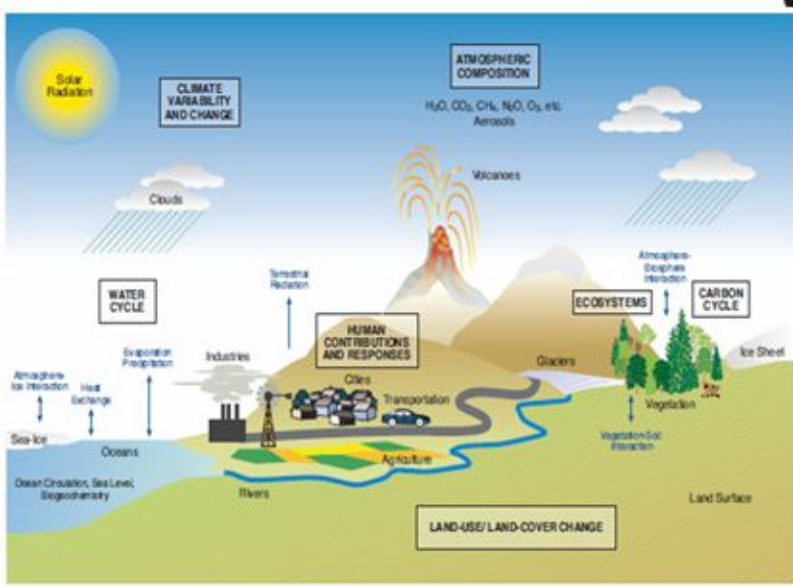 Solar
Radiation
CLIMATE
VARIABILITY
AND CHANGE
ATMOSPHERIC
COMPOSITION
H₂O, CO₂, CH₄, N₂O, O₃, etc
Aerosols
Volcanoes
Clouds
Terrestrial
Radiation
Atmosphere-
Biosphere
Interaction
WATER
CYCLE
ECOSYSTEMS
CARBON
CYCLE
HUMAN
CONTRIBUTIONS
AND RESPONSES
Evaporation
Precipitation
Industries
Glaciers
Ice Sheet
Atmosphere-
Ice Interaction
Heat
Exchange
Cities
Transportation
Vegetation
Sea-Ice
Oceans
Vegetation-Soil
Interaction
Agriculture
Ocean Circulation, Sea Level,
Biogeochemistry
Rivers
Land Surface
LAND-USE/ LAND-COVER CHANGE